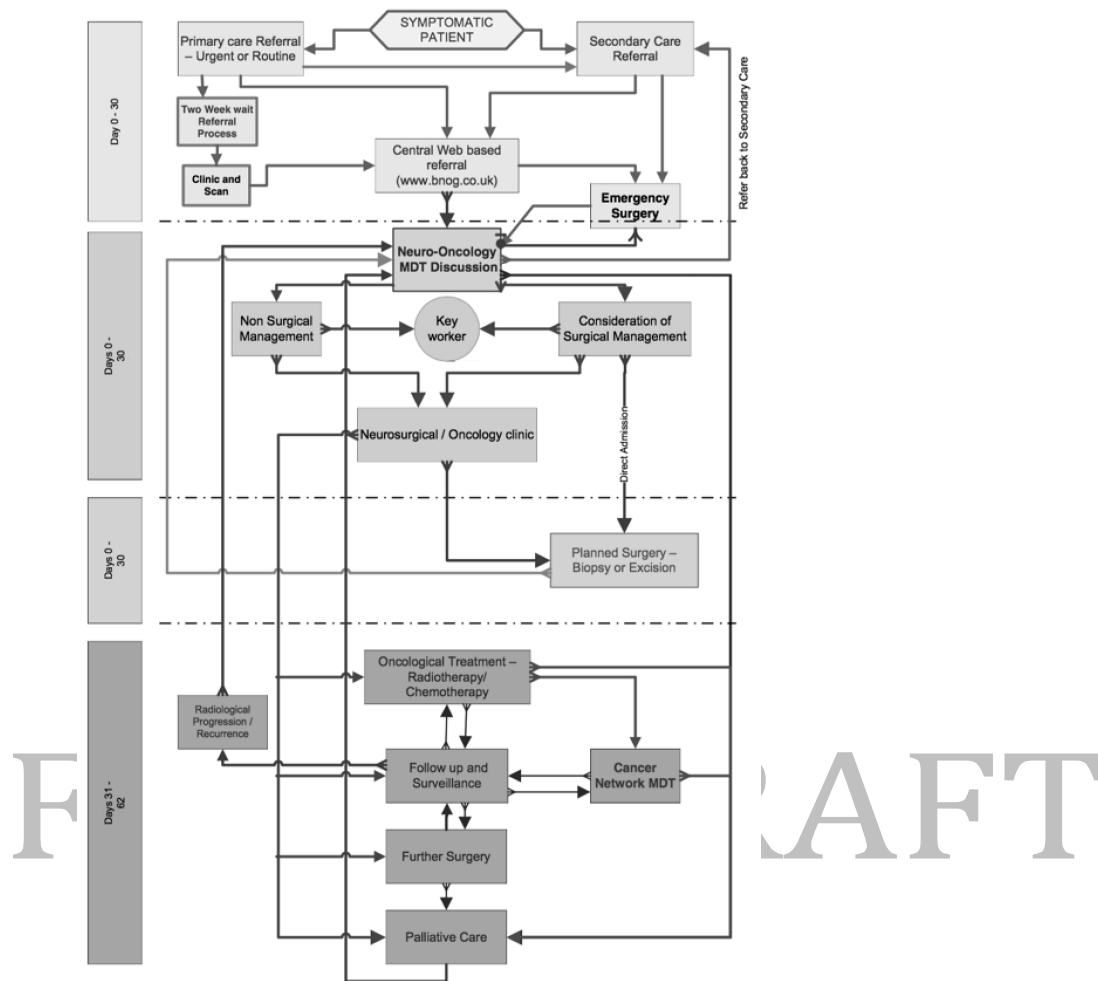 SYMPTOMATIC
PATIENT
Primary care Referral
– Urgent or Routine
Secondary Care
Referral
Day 0 - 30
Two Week wait
Referral
Process
Clinic and
Scan
Central Web based
referral
(www.bnog.co.uk)
Emergency
Surgery
Refer back to Secondary Care
Days 0 -
30
Neuro-Oncology
MDT Discussion
Non Surgical
Management
Key
worker
Consideration of
Surgical Management
Neurosurgical / Oncology clinic
Direct Admission
Days 0 -
30
Planned Surgery –
Biopsy or Excision
Days 31 -
62
Oncological Treatment –
Radiotherapy/
Chemotherapy
Radiological
Progression /
Recurrence
Follow up and
Surveillance
Cancer
Network MDT
Further Surgery
Palliative Care
F
RAFT